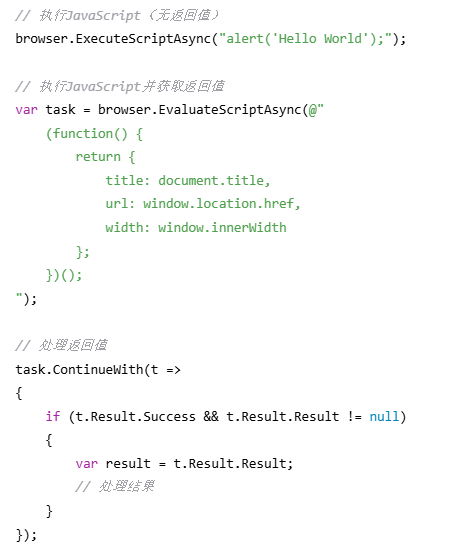 // 执行JavaScript（无返回值）
browser.ExecuteScriptAsync("alert('Hello World');");

// 执行JavaScript并获取返回值
var task = browser.EvaluateScriptAsync(@"
    (function() {
        return {
            title: document.title,
            url: window.location.href,
            width: window.innerWidth
        };
    })();
");

// 处理返回值
task.ContinueWith(t =>
{
    if (t.Result.Success && t.Result.Result != null)
    {
        var result = t.Result.Result;
        // 处理结果
    }
});